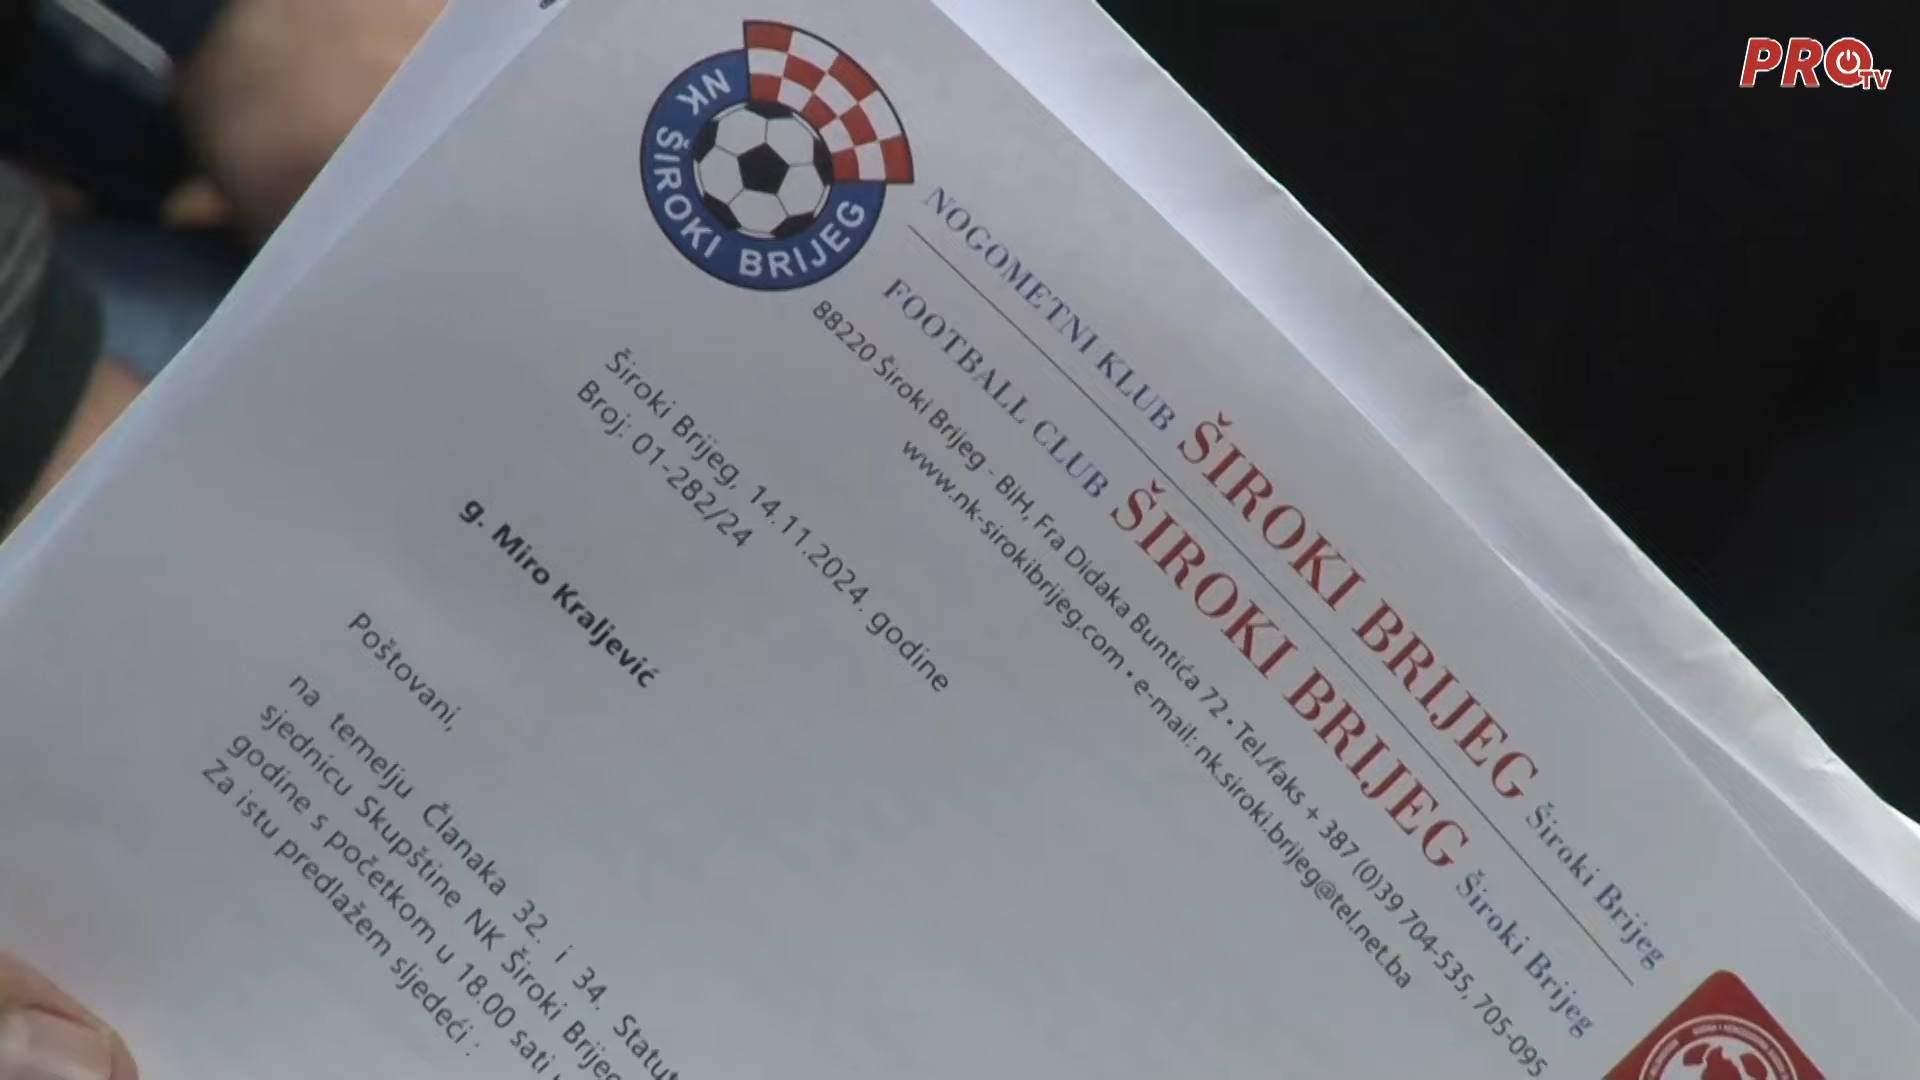 PRO TV
NK ŠIROKI BRIJEG
NOGOMETNI KLUB ŠIROKI BRIJEG Široki Brijeg
FOOTBALL CLUB ŠIROKI BRIJEG Široki Brijeg
88220 Široki Brijeg - BiH, Fra Didaka Buntića 72 • Tel./faks + 387 (0)39 704-535, 705-095
www.nk-sirokibrijeg.com • e-mail: nk.siroki.brijeg@tel.net.ba
Široki Brijeg, 14.11.2024. godine
Broj: 01-282/24
g. Miro Kraljević
Poštovani,
na temelju Članaka 32. i 34. Statut
sjednicu Skupštine NK Široki Brijeg
godine s početkom u 18.00 sati
Za istu predlažem sljedeći :